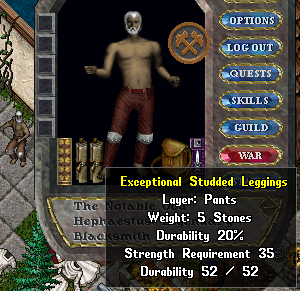 OPTIONS
LOG OUT
QUESTS
SKILLS
GUILD
WAR
Exceptional Studded Leggings
Layer: Pants
Weight: 5 Stones
Durability 20%
Strength Requirement 35
Durability 52 / 52
The Notable
Hephaestu
Blacksmith